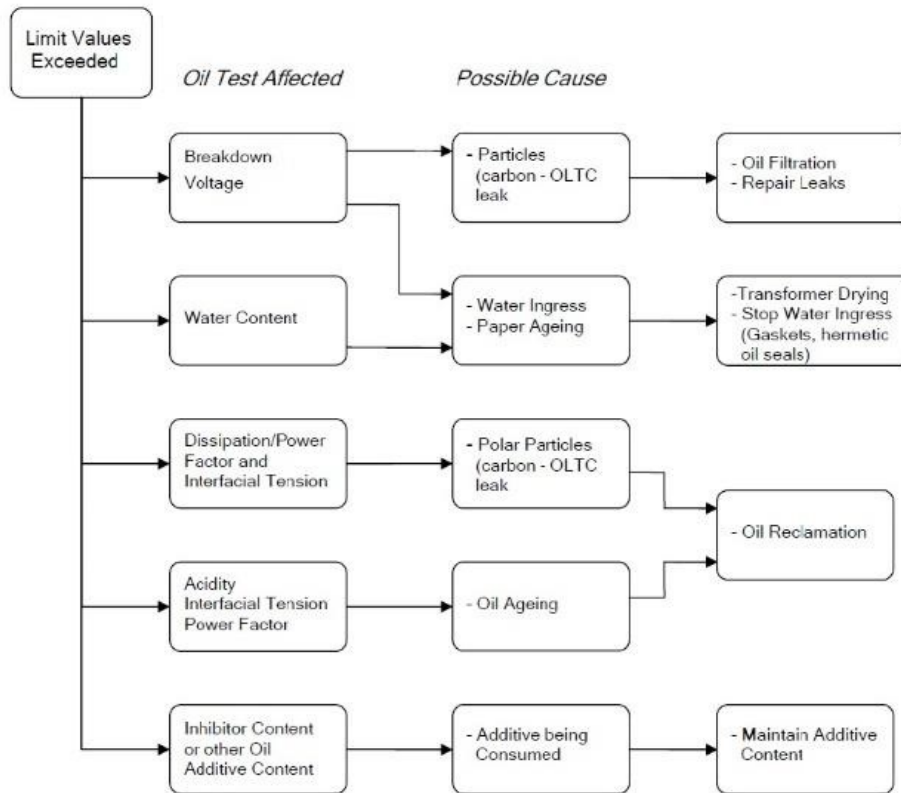 Limit Values
Exceeded
Oil Test Affected
Possible Cause
Breakdown
Voltage
- Particles
(carbon - OLTC
leak
- Oil Filtration
- Repair Leaks
Water Content
- Water Ingress
- Paper Ageing
-Transformer Drying
- Stop Water Ingress
(Gaskets, hermetic
oil seals)
Dissipation/Power
Factor and
Interfacial Tension
- Polar Particles
(carbon - OLTC
leak
- Oil Reclamation
Acidity
Interfacial Tension
Power Factor
- Oil Ageing
Inhibitor Content
or other Oil
Additive Content
- Additive being
Consumed
- Maintain Additive
Content